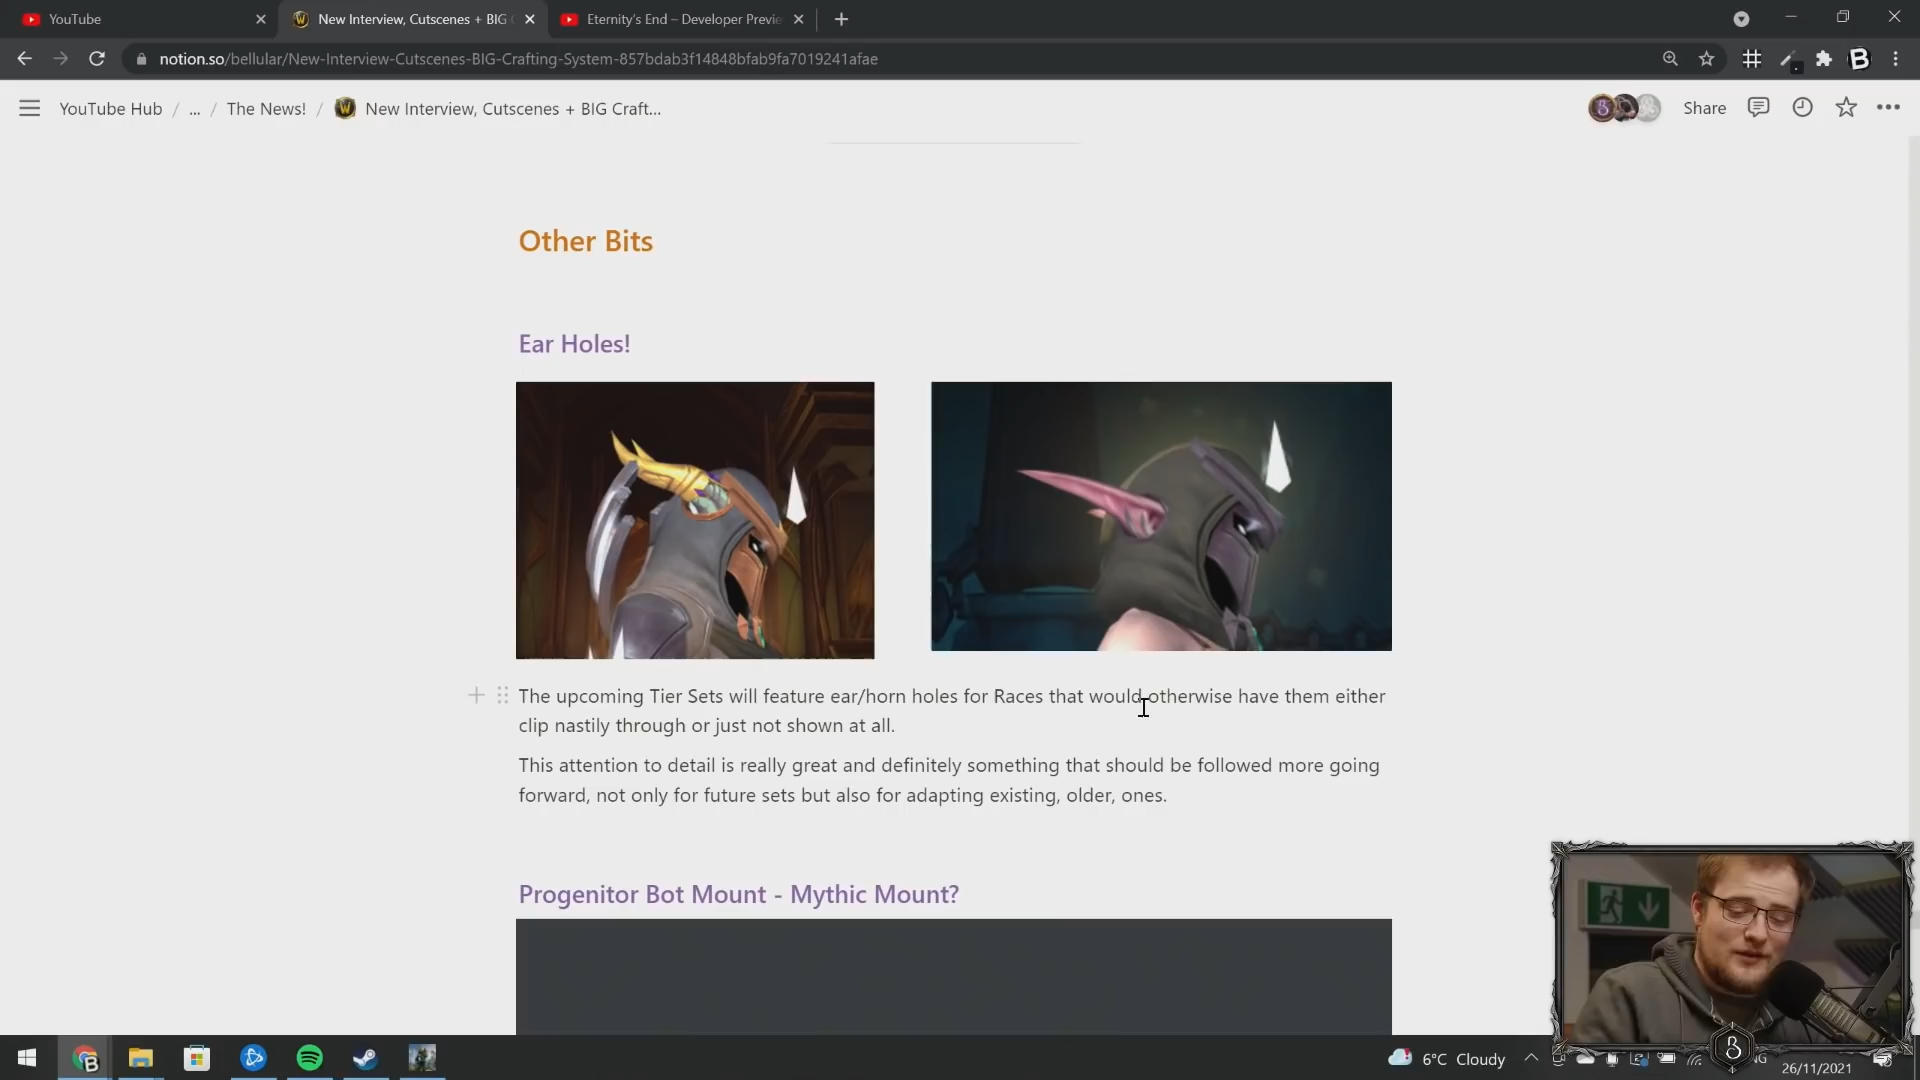 YouTube
New Interview, Cutscenes + BIG
Eternity's End – Developer Previe
notion.so/bellular/New-Interview-Cutscenes-BIG-Crafting-System-857bdab3f14848bfab9fa7019241afae
YouTube Hub / ... / The News! / New Interview, Cutscenes + BIG Craft...
Share
Other Bits
Ear Holes!
The upcoming Tier Sets will feature ear/horn holes for Races that would otherwise have them either
clip nastily through or just not shown at all.
This attention to detail is really great and definitely something that should be followed more going
forward, not only for future sets but also for adapting existing, older, ones.
Progenitor Bot Mount - Mythic Mount?
6°C Cloudy
26/11/2021